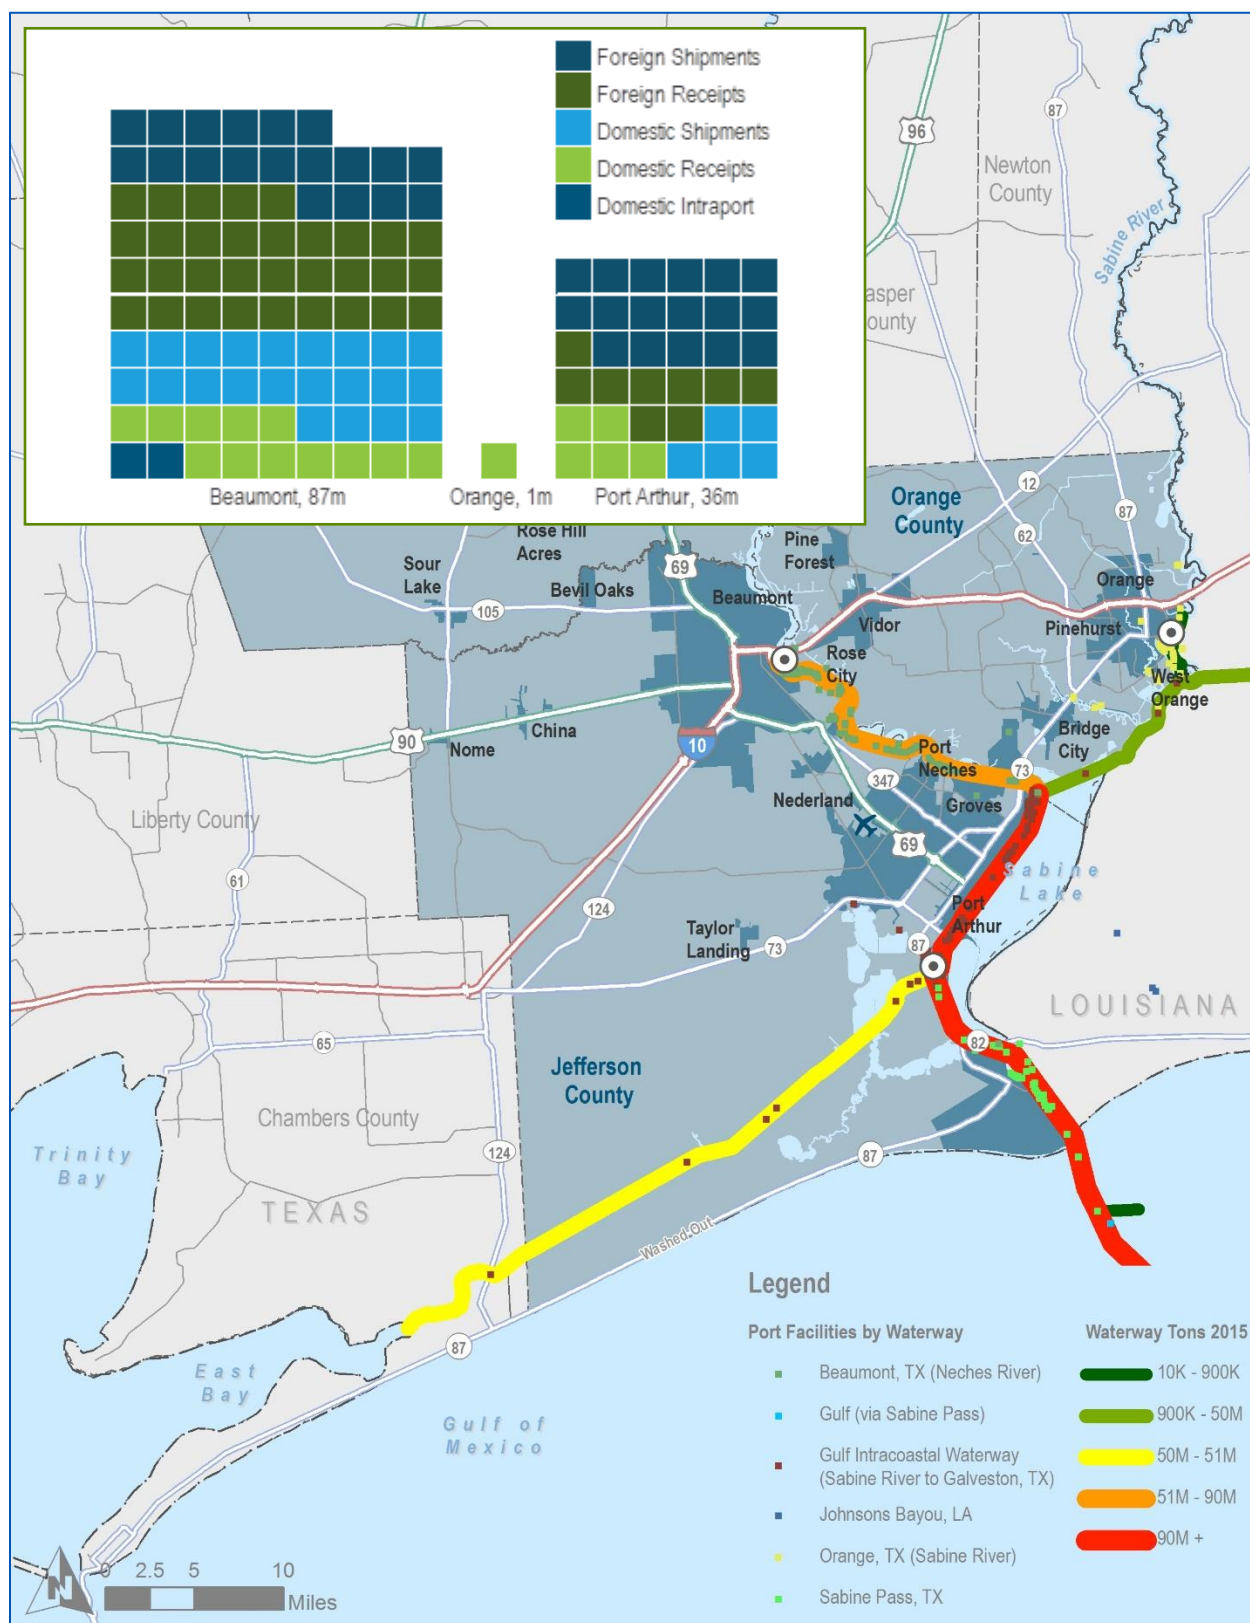 Foreign Shipments
Foreign Receipts
Domestic Shipments
Domestic Receipts
Domestic Intraport
Beaumont, 87m
Orange, 1m
Port Arthur, 36m
96
87
Newton
County
Sabine River
asper
ounty
12
87
62
Orange
County
Rose Hill
Acres
Sour
Lake
Bevil Oaks
105
69
Beaumont
Pine
Forest
Vidor
Orange
Pinehurst
Rose
City
West
Orange
Bridge
City
90
Nome
China
10
Port
Neches
73
347
Groves
Nederland
69
Liberty County
61
124
Sabine
Lake
Port
Arthur
Taylor
Landing
73
87
LOUISIANA
65
82
Jefferson
County
Chambers County
Trinity
Bay
124
87
TEXAS
Washed Out
87
East
Bay
Gulf of
Mexico
Legend
Port Facilities by Waterway
Beaumont, TX (Neches River)
Gulf (via Sabine Pass)
Gulf Intracoastal Waterway
(Sabine River to Galveston, TX)
Johnsons Bayou, LA
Orange, TX (Sabine River)
Sabine Pass, TX
Waterway Tons 2015
10K - 900K
900K - 50M
50M - 51M
51M - 90M
90M +
N
0 2.5 5 10
Miles